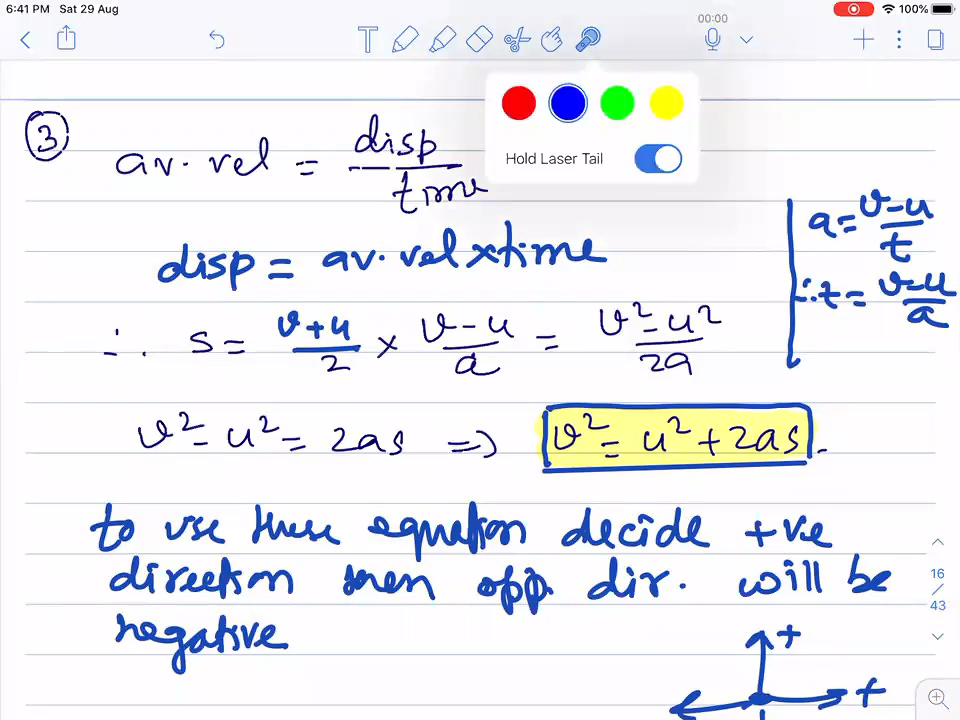 6:41 PM Sat 29 Aug
100%
00:00
T
Hold Laser Tail
③ av. vel = disp/time
disp = av. vel × time
a = v-u/t
∴ t = v-u/a
∴ s = v+u/2 × v-u/a = v²-u²/2a
v² - u² = 2as ⇒ v² = u² + 2as.
to use these equation decide +ve
direction then opp. dir. will be
negative
16
/
43
+
+